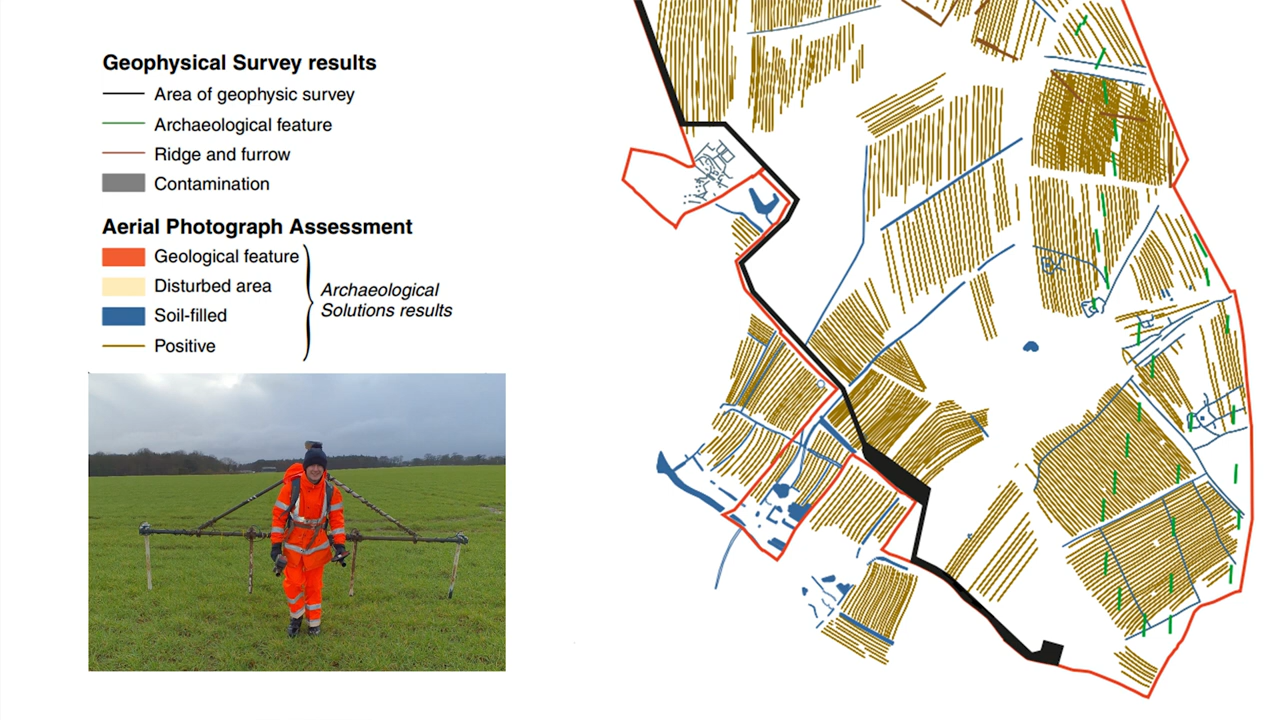 Geophysical Survey results
Area of geophysic survey
Archaeological feature
Ridge and furrow
Contamination
Aerial Photograph Assessment
Geological feature
Disturbed area
Soil-filled
Positive
Archaeological
Solutions results